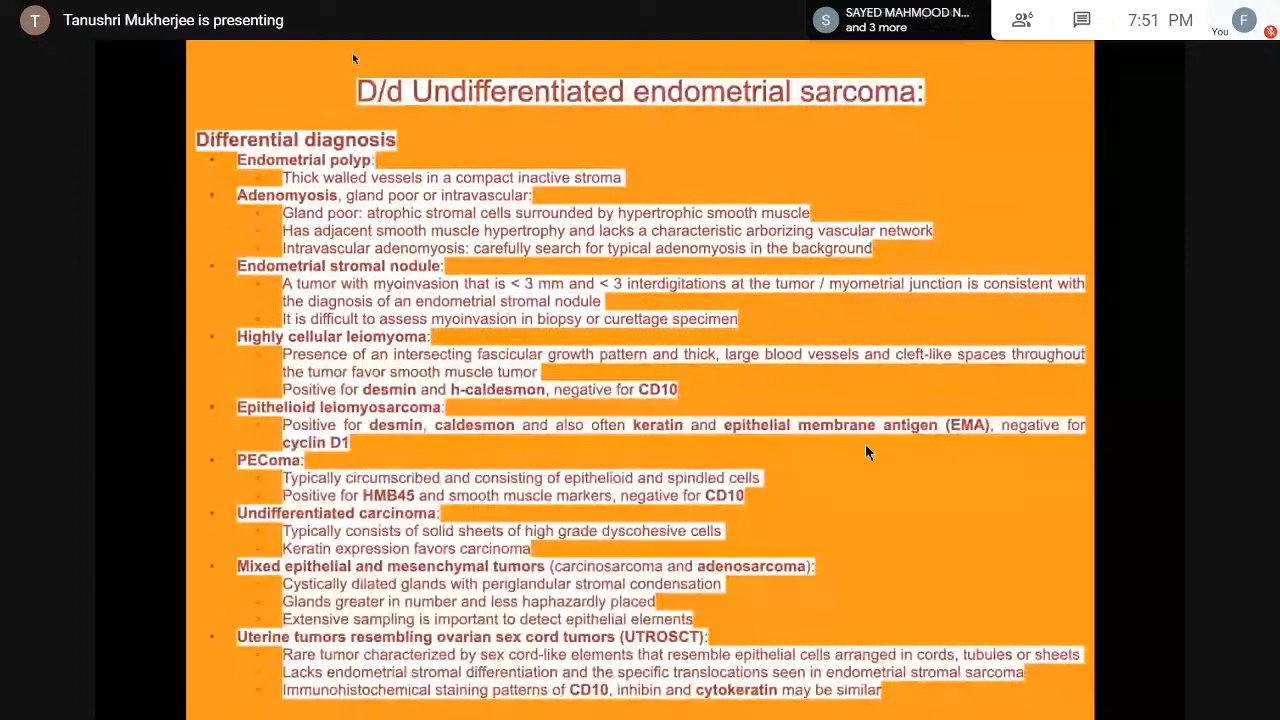 T Tanushri Mukherjee is presenting
S SAYED MAHMOOD N...
and 3 more
6
7:51 PM
You F
D/d Undifferentiated endometrial sarcoma:
Differential diagnosis
• Endometrial polyp:
Thick walled vessels in a compact inactive stroma
• Adenomyosis, gland poor or intravascular:
Gland poor: atrophic stromal cells surrounded by hypertrophic smooth muscle
Has adjacent smooth muscle hypertrophy and lacks a characteristic arborizing vascular network
Intravascular adenomyosis: carefully search for typical adenomyosis in the background
• Endometrial stromal nodule:
A tumor with myoinvasion that is < 3 mm and < 3 interdigitations at the tumor / myometrial junction is consistent with
the diagnosis of an endometrial stromal nodule
It is difficult to assess myoinvasion in biopsy or curettage specimen
• Highly cellular leiomyoma:
Presence of an intersecting fascicular growth pattern and thick, large blood vessels and cleft-like spaces throughout
the tumor favor smooth muscle tumor
Positive for desmin and h-caldesmon, negative for CD10
• Epithelioid leiomyosarcoma:
Positive for desmin, caldesmon and also often keratin and epithelial membrane antigen (EMA), negative for
cyclin D1
• PEComa:
Typically circumscribed and consisting of epithelioid and spindled cells
Positive for HMB45 and smooth muscle markers, negative for CD10
• Undifferentiated carcinoma:
Typically consists of solid sheets of high grade dyscohesive cells
Keratin expression favors carcinoma
• Mixed epithelial and mesenchymal tumors (carcinosarcoma and adenosarcoma):
Cystically dilated glands with periglandular stromal condensation
Glands greater in number and less haphazardly placed
Extensive sampling is important to detect epithelial elements
• Uterine tumors resembling ovarian sex cord tumors (UTROSCT):
Rare tumor characterized by sex cord-like elements that resemble epithelial cells arranged in cords, tubules or sheets
Lacks endometrial stromal differentiation and the specific translocations seen in endometrial stromal sarcoma
Immunohistochemical staining patterns of CD10, inhibin and cytokeratin may be similar